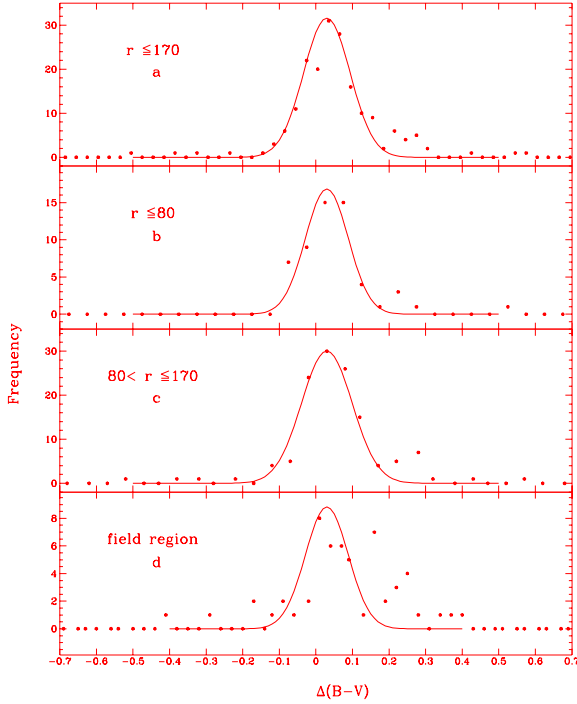 30
20
10
0
r ≦170
a
15
10
5
0
r ≦80
b
30
20
10
0
80< r ≦170
c
8
6
4
2
0
field region
d
Frequency
-0.7 -0.6 -0.5 -0.4 -0.3 -0.2 -0.1 0 0.1 0.2 0.3 0.4 0.5 0.6 0.7
Δ(B-V)